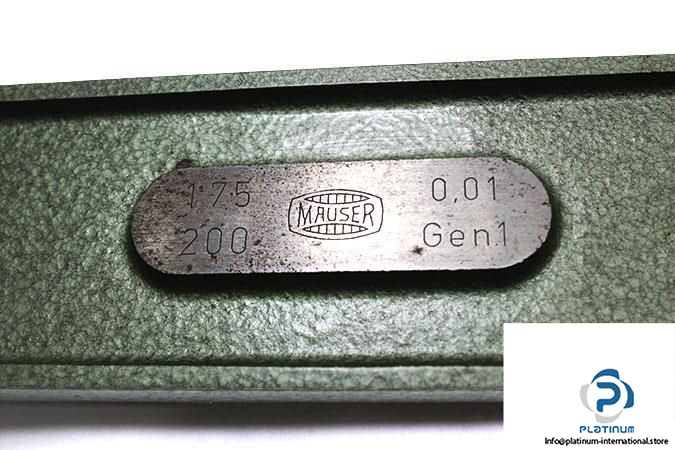 175
200
MAUSER
0,01
Gen.1
PLATINUM
Info@platinum-international.store